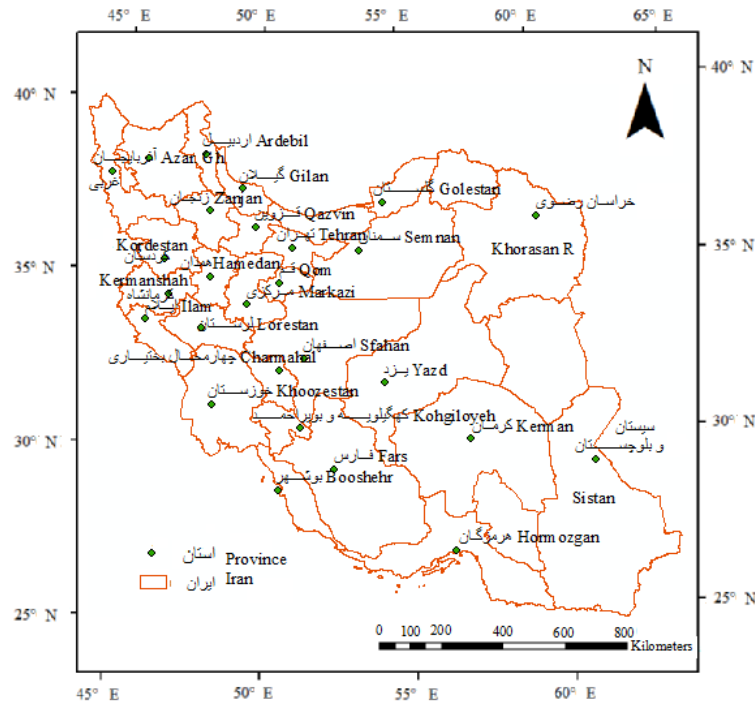 45° E 50° E 55° E 60° E 65° E
N
40° N 40° N
اردبیل Ardebil
آذربایجان Azar Gh
غربی
گیلان Gilan
زنجان Zanjan
گلستان Golestan
خراسان رضوی
قزوین Qazvin
تهران Tehran
سمنان Semnan
Khorasan R
35° N
Kordestan
کردستان
همدان Hamedan
35° N
قم Qom
Kermanshah
کرمانشاه
مرکزی Markazi
ایلام Ilam
لرستان Lorestan
اصفهان Sfahan
چهارمحال بختیاری Charmahal
یزد Yazd
خوزستان Khoozestan
کهگیلویه و بویراحمد Kohgiloyeh
کرمان Kerman
سیستان
و بلوچستان
30° N 30° N
فارس Fars
بوشهر Booshehr
Sistan
هرمزگان Hormozgan
استان Province
ایران Iran
25° N 25° N
0 100 200 400 600 800
Kilometers
45° E 50° E 55° E 60° E